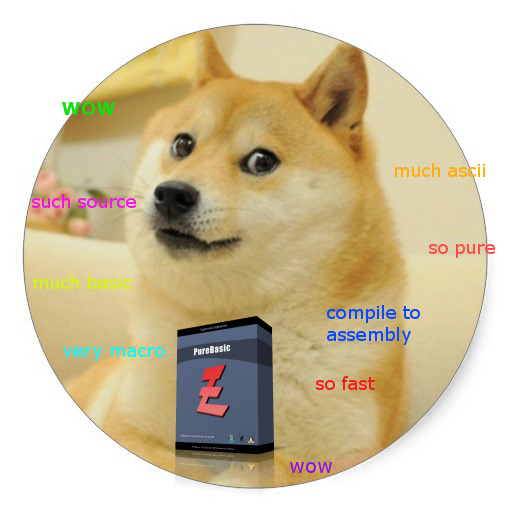 wow
much ascii
such source
so pure
much basic
compile to
assembly
very macro
PureBasic
so fast
wow